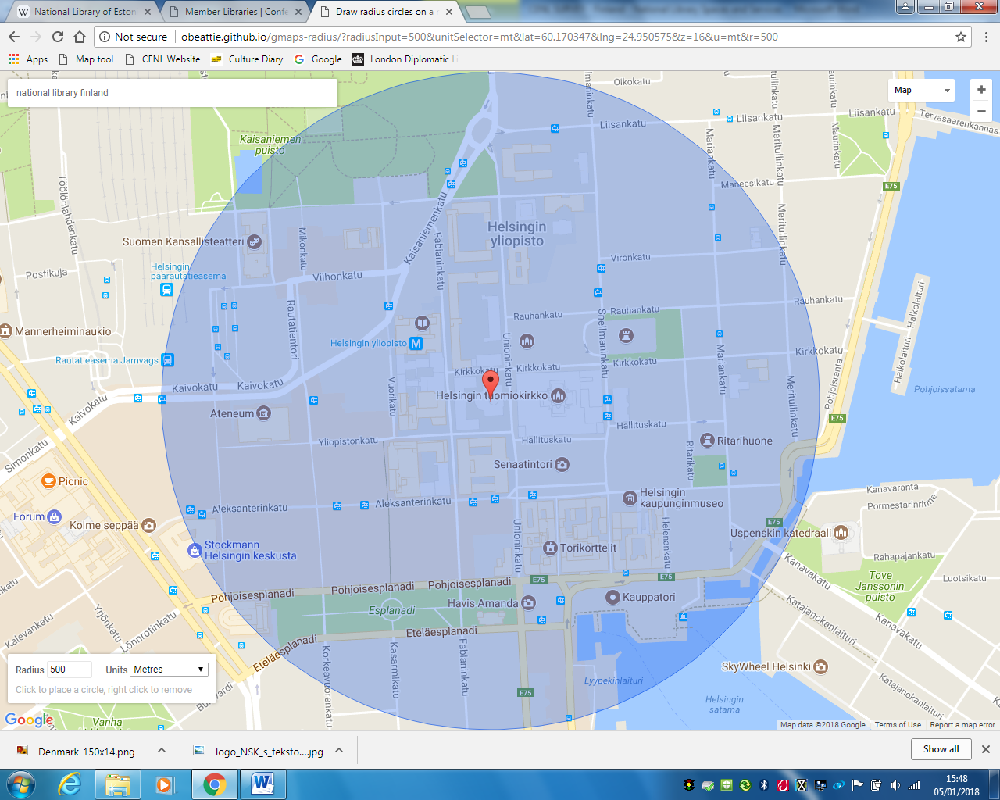 National Library of Eston
Member Libraries | Confe
Draw radius circles on a m
Not secure
obeattie.github.io/gmaps-radius/?radiusInput=500&unitSelector=mt&lat=60.170347&lng=24.950575&z=16&u=mt&r=500
Apps
Map tool
CENL Website
Culture Diary
Google
London Diplomatic Li
national library finland
Map
Oikokatu
Liisankatu
Liisankatu
Liisankatu
Tervasaarenkannas
Kaisaniemen
puisto
Mariankatu
Meritullinkatu
Maurinkatu
Maneesikatu
E75
Töölönlahdenkatu
Kaisaniemenkatu
Fabianinkatu
Helsingin
yliopisto
Mikonkatu
Suomen Kansallisteatteri
Meritullinkatu
Vironkatu
Helsingin
päärautatieasema
Postikuja
Vilhonkatu
Rautatientori
Rauhankatu
Rauhankatu
Rauhankatu
Snellmaninkatu
Unioninkatu
Halkolaituri
Halkolaituri
Mannerheiminaukio
Helsingin yliopisto
Kirkkokatu
Kirkkokatu
Kirkkokatu
Kirkkokatu
Mariankatu
Rautatieasema Jarnvags
Kaivokatu
Kaivokatu
Kaivokatu
Vuorikatu
Meritullinkatu
Pohjoisranta
Pohjoissatama
Helsingin tuomiokirkko
Ateneum
E75
Hallituskatu
Hallituskatu
Yliopistonkatu
Ritarihuone
Ritarikatu
Simonkatu
Senaatintori
Picnic
Aleksanterinkatu
Aleksanterinkatu
Helsingin
kaupunginmuseo
Kanavaranta
Pormestarinrinne
Forum
Kolme seppää
Unioninkatu
Helenankatu
E75
Uspenskin katedraali
Stockmann
Helsingin keskusta
Torikorttelit
Rahapajankatu
Kanavakatu
Tove
Janssonin
puisto
Luotsikatu
Pohjoisesplanadi
Pohjoisesplanadi
Pohjoisesplanadi
E75
E75
Esplanadi
Havis Amanda
Kauppatori
Katajanokanlaituri
Kanavakatu
Yrjönkatu
Kalevankatu
Lönnrotinkatu
Eteläesplanadi
Eteläesplanadi
Korkeavuorenkatu
Kasarmikatu
Fabianinkatu
SkyWheel Helsinki
Lyypekinlaituri
E75
Helsingin
satama
Katajanokanlaituri
Radius 500 Units Metres
Click to place a circle, right click to remove
Vanha
Google
Map data ©2018 Google
Terms of Use
Report a map error
Denmark-150x14.png
logo_NSK_s_teksto....jpg
Show all
15:48
05/01/2018